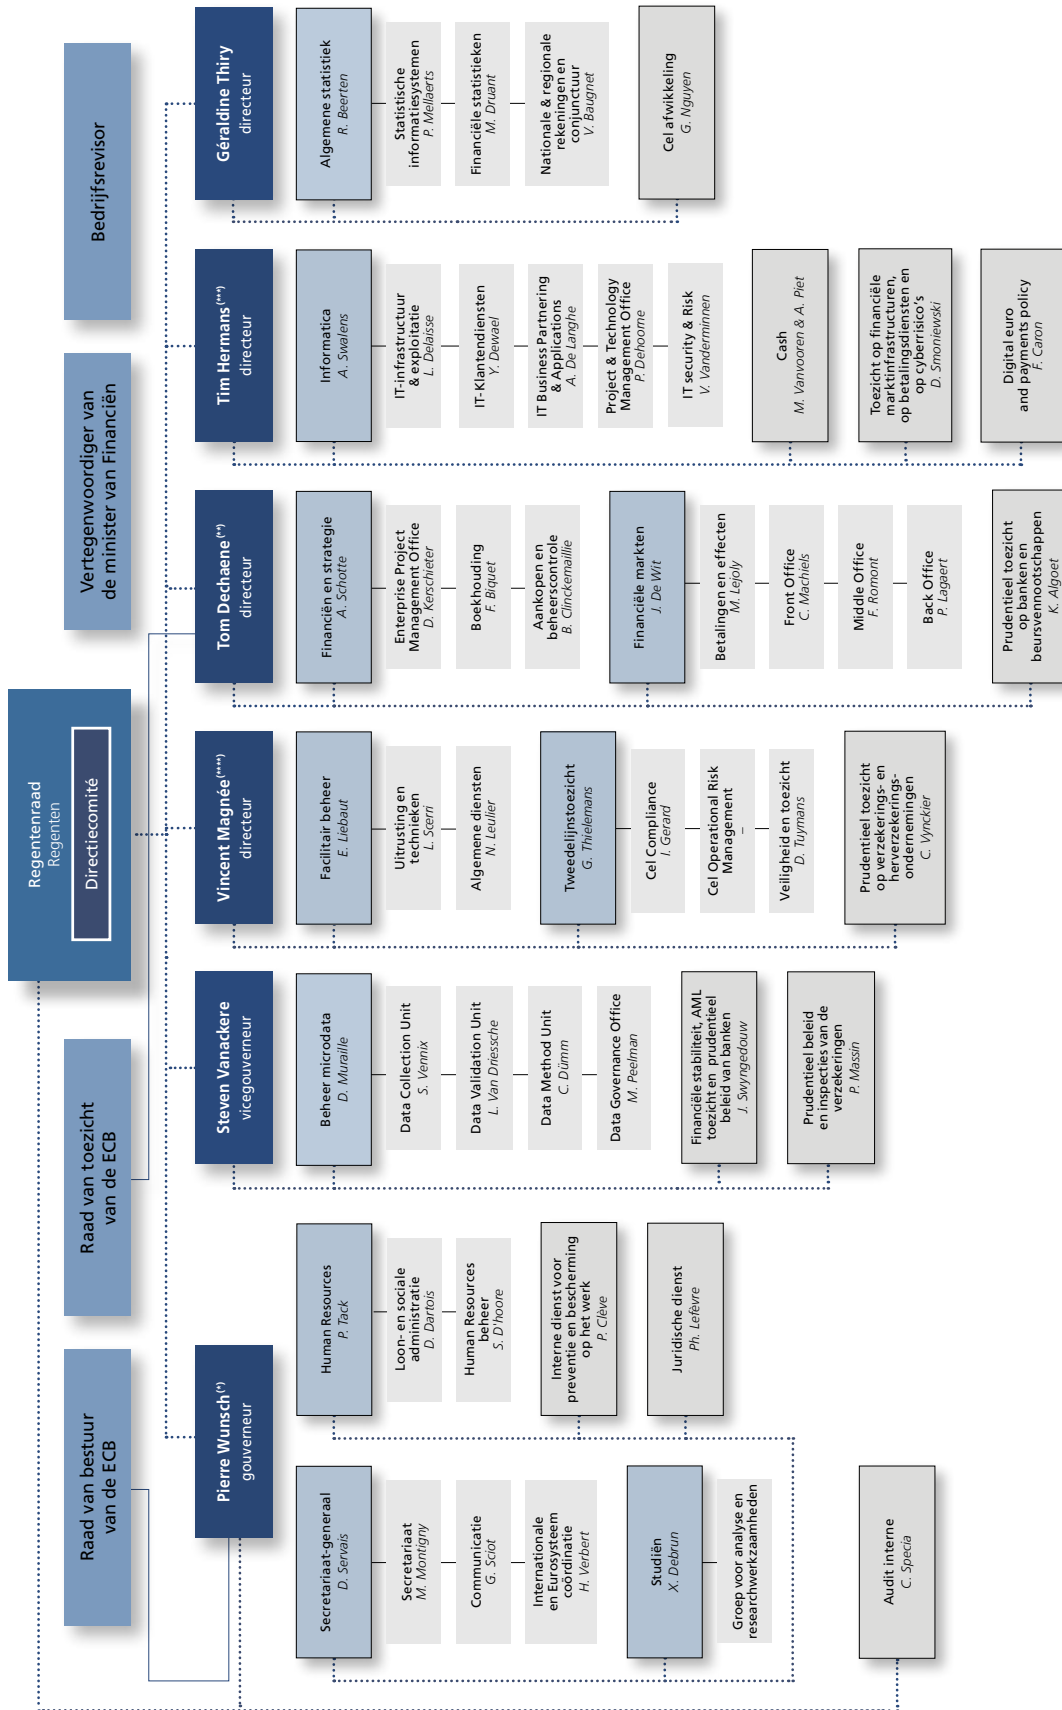 Regentenraad
Regenten
Directiecomité
Raad van bestuur
van de ECB
Raad van toezicht
van de ECB
Vertegenwoordiger van
de minister van Financiën
Bedrijfsrevisor
Pierre Wunsch(*)
gouverneur
Secretariaat-generaal
D. Servais
Secretariaat
M. Montigny
Communicatie
G. Sciot
Internationale
en Eurosysteem
coördinatie
H. Verbert
Studiën
X. Debrun
Groep voor analyse en
researchwerkzaamheden
Audit interne
C. Specia
Human Resources
P. Tack
Loon- en sociale
administratie
D. Dartois
Human Resources
beheer
S. D'hoore
Interne dienst voor
preventie en bescherming
op het werk
P. Clève
Juridische dienst
Ph. Lefèvre
Steven Vanackere
vicegouverneur
Beheer microdata
D. Muraille
Data Collection Unit
S. Vennix
Data Validation Unit
L. Van Driessche
Data Method Unit
C. Dümm
Data Governance Office
M. Peelman
Financiële stabiliteit, AML
toezicht en prudentieel
beleid van banken
J. Swyngedouw
Prudentieel beleid
en inspecties van de
verzekeringen
P. Massin
Vincent Magnée(****)
directeur
Facilitair beheer
E. Liebaut
Uitrusting en
technieken
L. Scerri
Algemene diensten
N. Leulier
Tweedelijnstoezicht
G. Thielemans
Cel Compliance
I. Gerard
Cel Operational Risk
Management
–
Veiligheid en toezicht
D. Tuymans
Prudentieel toezicht
op verzekerings- en
herverzekerings-
ondernemingen
C. Vynckier
Tom Dechaene(**)
directeur
Financiën en strategie
A. Schotte
Enterprise Project
Management Office
D. Kerschieter
Boekhouding
F. Biquet
Aankopen en
beheerscontrole
B. Clinckemaillie
Financiële markten
J. De Wit
Betalingen en effecten
M. Lejoly
Front Office
C. Machiels
Middle Office
F. Romont
Back Office
P. Lagaert
Prudentieel toezicht
op banken en
beursvennootschappen
K. Algoet
Tim Hermans(***)
directeur
Informatica
A. Swalens
IT-infrastructuur
& exploitatie
L. Delaisse
IT-Klantendiensten
Y. Dewael
IT Business Partnering
& Applications
A. De Langhe
Project & Technology
Management Office
P. Dehoorne
IT security & Risk
V. Vanderminnen
Cash
M. Vanvooren & A. Piet
Toezicht op financiële
marktinfrastructuren,
op betalingsdiensten en
op cyberrisico's
D. Smoniewski
Digital euro
and payments policy
F. Caron
Géraldine Thiry
directeur
Algemene statistiek
R. Beerten
Statistische
informatiesystemen
P. Mellaerts
Financiële statistieken
M. Druant
Nationale & regionale
rekeningen en
conjunctuur
V. Baugnet
Cel afwikkeling
G. Nguyen